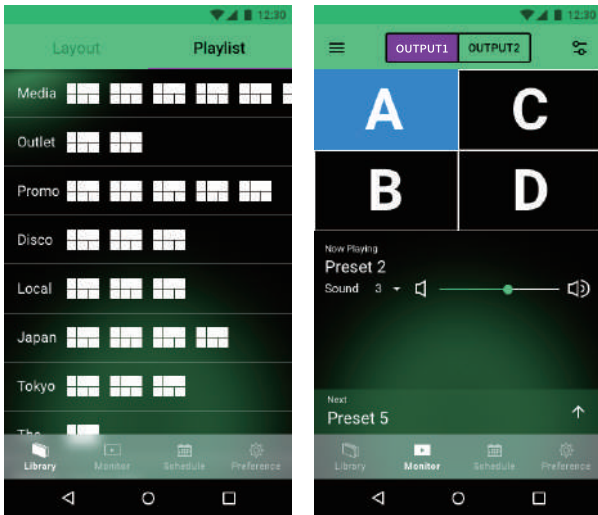 12:30
Layout
Playlist
Media
Outlet
Promo
Disco
Local
Japan
Tokyo
The
Library
Monitor
Schedule
Preference
12:30
OUTPUT1
OUTPUT2
A
C
B
D
Now Playing
Preset 2
Sound 3
Next
Preset 5
Library
Monitor
Schedule
Preference